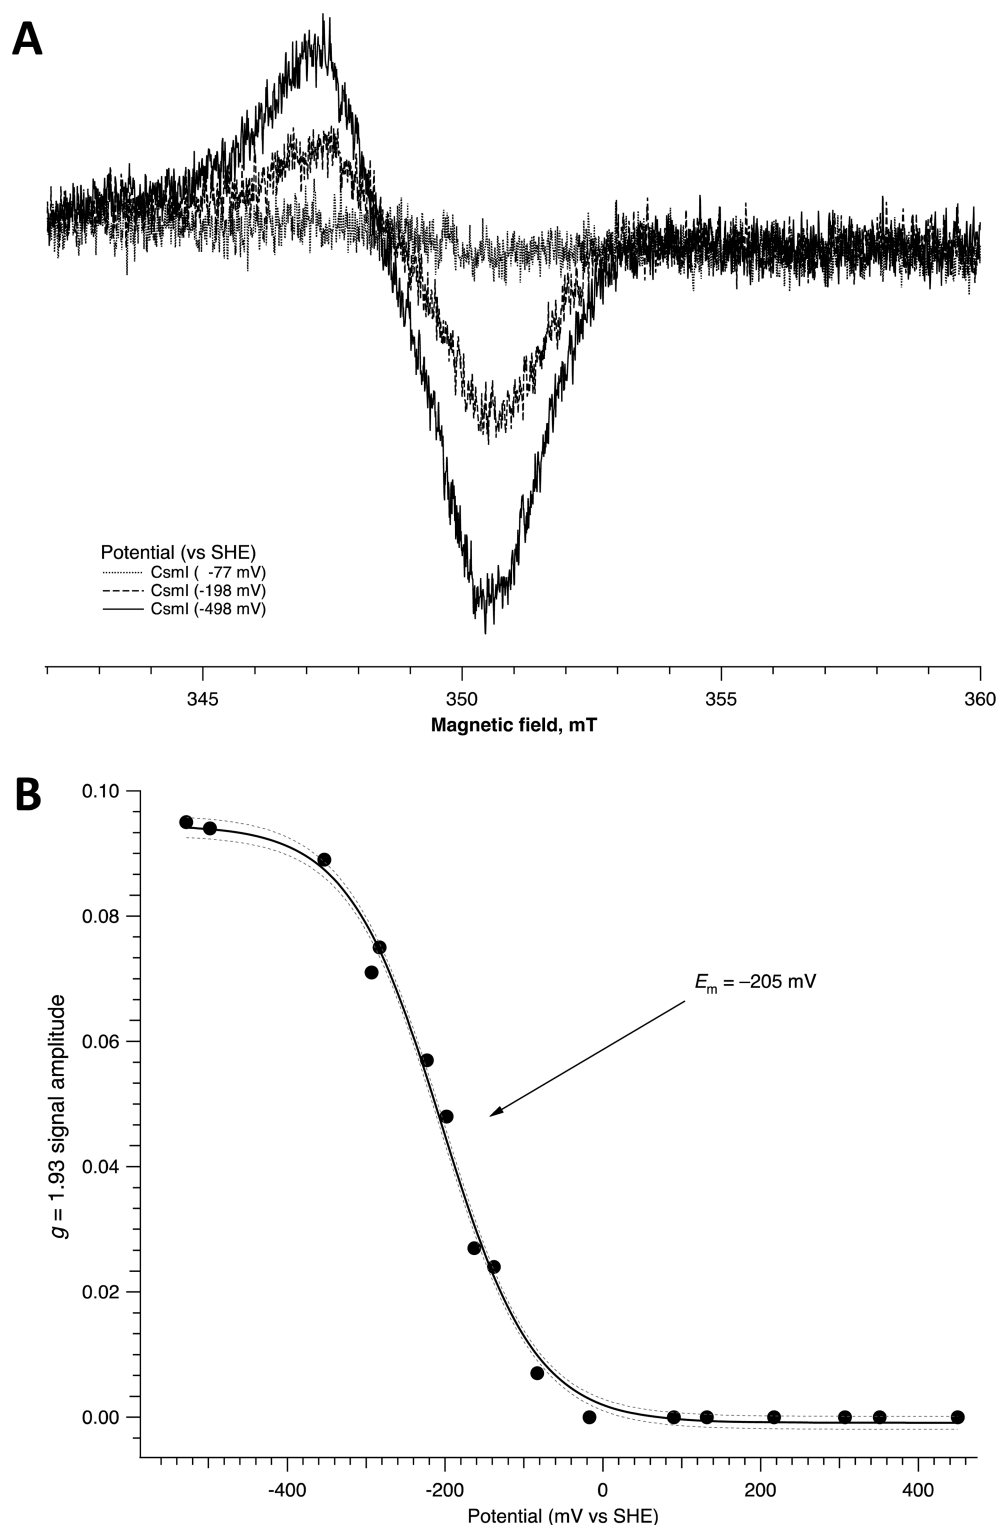 A
Potential (vs SHE)
CsmI (  -77 mV)
CsmI (-198 mV)
CsmI (-498 mV)
345 350 355 360
Magnetic field, mT
B
0.10
0.08
0.06
0.04
0.02
0.00
g = 1.93 signal amplitude
Em = –205 mV
-400 -200 0 200 400
Potential (mV vs SHE)